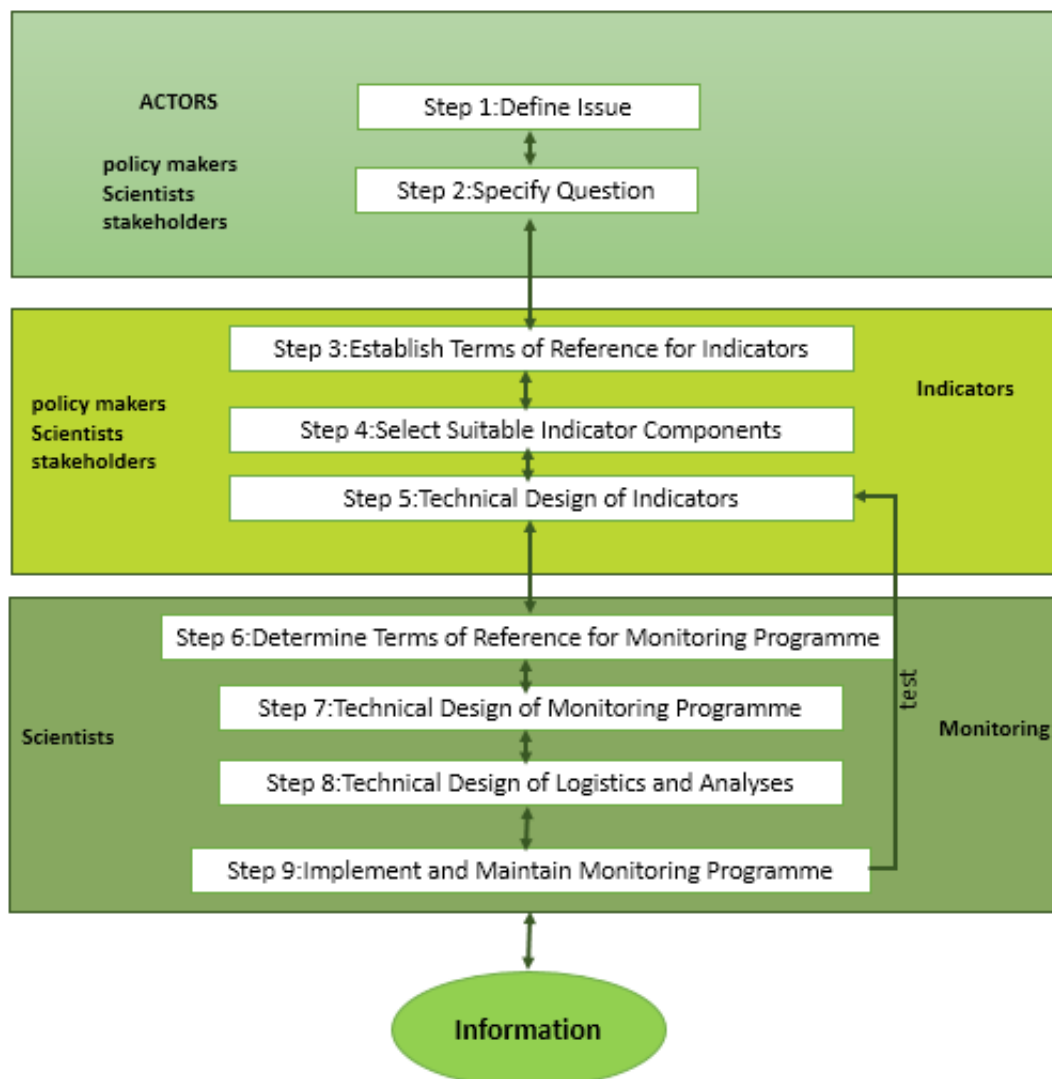 ACTORS
Step 1:Define Issue
policy makers
Scientists
stakeholders
Step 2:Specify Question
Step 3:Establish Terms of Reference for Indicators
Indicators
policy makers
Scientists
stakeholders
Step 4:Select Suitable Indicator Components
Step 5:Technical Design of Indicators
Step 6:Determine Terms of Reference for Monitoring Programme
test
Step 7:Technical Design of Monitoring Programme
Scientists
Monitoring
Step 8:Technical Design of Logistics and Analyses
Step 9:Implement and Maintain Monitoring Programme
Information